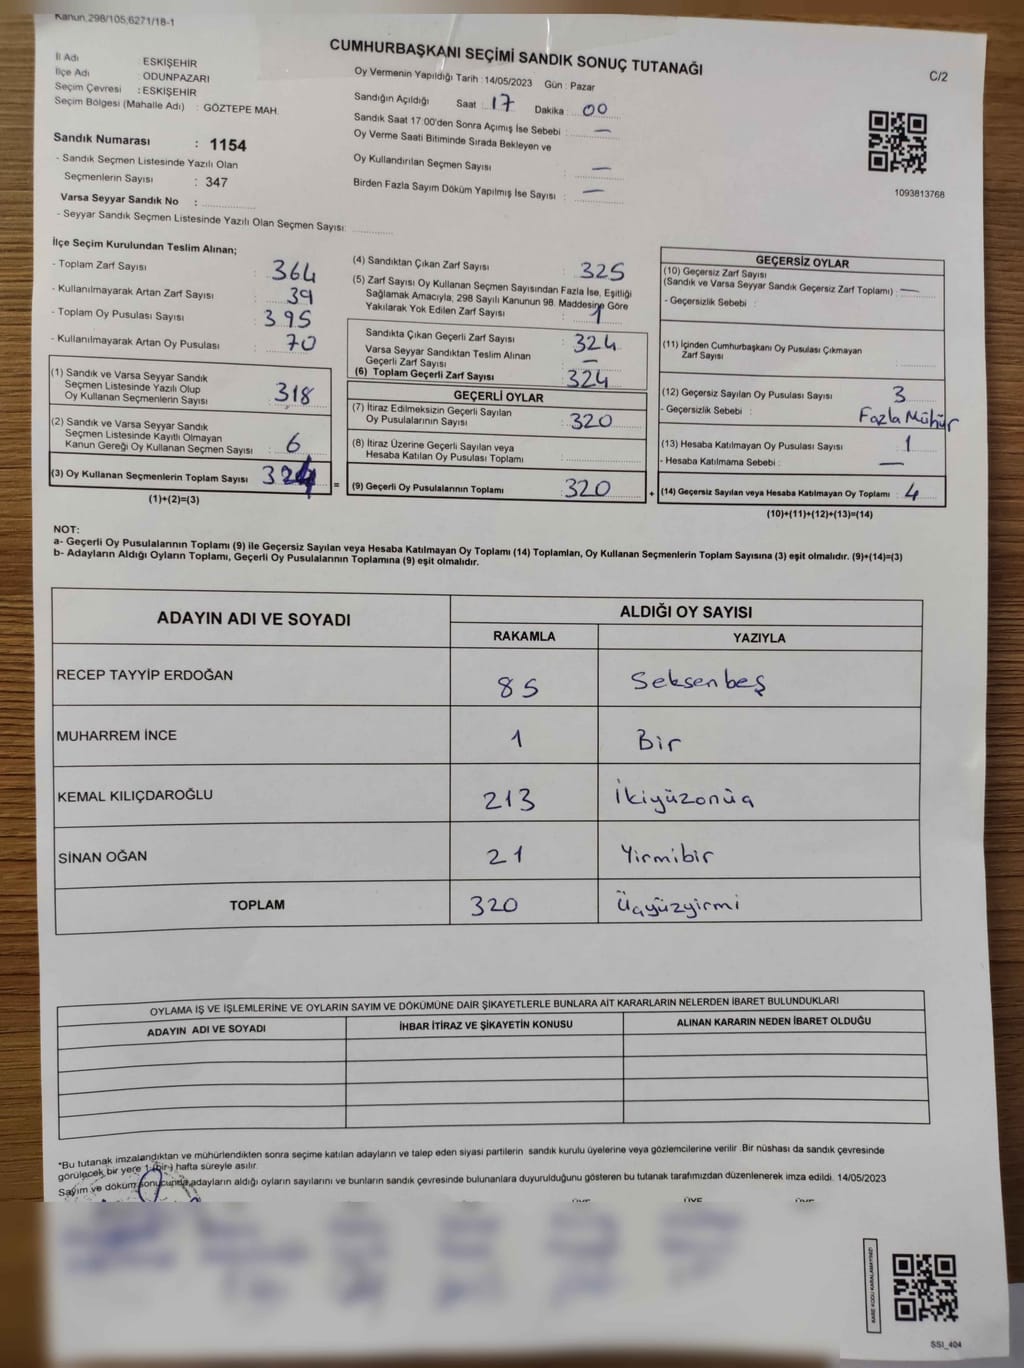 Kanun;298/105,6271/18-1
CUMHURBAŞKANI SEÇİMİ SANDIK SONUÇ TUTANAĞI
C/2
İl Adı ESKİŞEHİR
İlçe Adı ODUNPAZARI
Seçim Çevresi : ESKİŞEHİR
Seçim Bölgesi (Mahalle Adı) : GÖZTEPE MAH.
Oy Vermenin Yapıldığı Tarih : 14/05/2023 Gün : Pazar
Sandığın Açıldığı Saat : 17 Dakika : 00
Sandık Saat 17:00'den Sonra Açımış İse Sebebi : —
Oy Verme Saati Bitiminde Sırada Bekleyen ve
Oy Kullandırılan Seçmen Sayısı : —
Birden Fazla Sayım Döküm Yapılmış İse Sayısı : —
1093813768
Sandık Numarası : 1154
- Sandık Seçmen Listesinde Yazılı Olan
Seçmenlerin Sayısı : 347
Varsa Seyyar Sandık No :
- Seyyar Sandık Seçmen Listesinde Yazılı Olan Seçmen Sayısı:
İlçe Seçim Kurulundan Teslim Alınan;
- Toplam Zarf Sayısı : 364
- Kullanılmayarak Artan Zarf Sayısı : 39
- Toplam Oy Pusulası Sayısı : 395
- Kullanılmayarak Artan Oy Pusulası : 70
(1) Sandık ve Varsa Seyyar Sandık
Seçmen Listesinde Yazılı Olup
Oy Kullanan Seçmenlerin Sayısı : 318
(2) Sandık ve Varsa Seyyar Sandık
Seçmen Listesinde Kayıtlı Olmayan
Kanun Gereği Oy Kullanan Seçmen Sayısı : 6
(3) Oy Kullanan Seçmenlerin Toplam Sayısı 324
(1)+(2)=(3)
(4) Sandıktan Çıkan Zarf Sayısı : 325
(5) Zarf Sayısı Oy Kullanan Seçmen Sayısından Fazla İse, Eşitliği
Sağlamak Amacıyla, 298 Sayılı Kanunun 98. Maddesine Göre
Yakılarak Yok Edilen Zarf Sayısı : 1
Sandıkta Çıkan Geçerli Zarf Sayısı : 324
Varsa Seyyar Sandıktan Teslim Alınan
Geçerli Zarf Sayısı : —
(6) Toplam Geçerli Zarf Sayısı : 324
GEÇERLİ OYLAR
(7) İtiraz Edilmeksizin Geçerli Sayılan
Oy Pusulalarının Sayısı : 320
(8) İtiraz Üzerine Geçerli Sayılan veya
Hesaba Katılan Oy Pusulası Toplamı :
= (9) Geçerli Oy Pusulalarının Toplamı 320
GEÇERSİZ OYLAR
(10) Geçersiz Zarf Sayısı
(Sandık ve Varsa Seyyar Sandık Geçersiz Zarf Toplamı) : —
- Geçersizlik Sebebi :
(11) İçinden Cumhurbaşkanı Oy Pusulası Çıkmayan
Zarf Sayısı :
(12) Geçersiz Sayılan Oy Pusulası Sayısı : 3
- Geçersizlik Sebebi : Fazla Mühür
(13) Hesaba Katılmayan Oy Pusulası Sayısı : 1
- Hesaba Katılmama Sebebi : —
+ (14) Geçersiz Sayılan veya Hesaba Katılmayan Oy Toplamı : 4
(10)+(11)+(12)+(13)=(14)
NOT:
a- Geçerli Oy Pusulalarının Toplamı (9) ile Geçersiz Sayılan veya Hesaba Katılmayan Oy Toplamı (14) Toplamları, Oy Kullanan Seçmenlerin Toplam Sayısına (3) eşit olmalıdır. (9)+(14)=(3)
b- Adayların Aldığı Oyların Toplamı, Geçerli Oy Pusulalarının Toplamına (9) eşit olmalıdır.
ADAYIN ADI VE SOYADI ALDIĞI OY SAYISI
RAKAMLA YAZIYLA
RECEP TAYYİP ERDOĞAN 85 Seksenbeş
MUHARREM İNCE 1 Bir
KEMAL KILIÇDAROĞLU 213 İkiyüzonüç
SİNAN OĞAN 21 Yirmibir
TOPLAM 320 Üçyüzyirmi
OYLAMA İŞ VE İŞLEMLERİNE VE OYLARIN SAYIM VE DÖKÜMÜNE DAİR ŞİKAYETLERLE BUNLARA AİT KARARLARIN NELERDEN İBARET BULUNDUKLARI
ADAYIN ADI VE SOYADI İHBAR İTİRAZ VE ŞİKAYETİN KONUSU ALINAN KARARIN NEDEN İBARET OLDUĞU
*Bu tutanak imzalandıktan ve mühürlendikten sonra seçime katılan adayların ve talep eden siyasi partilerin sandık kurulu üyelerine veya gözlemcilerine verilir. Bir nüshası da sandık çevresinde
görülecek bir yere 1 (bir) hafta süreyle asılır.
Sayım ve döküm sonucunda adayların aldığı oyların sayılarını ve bunların sandık çevresinde bulunanlara duyurulduğunu gösteren bu tutanak tarafımızdan düzenlenerek imza edildi. 14/05/2023
KARE KODU KARALAMAYINIZ!
SSI_404